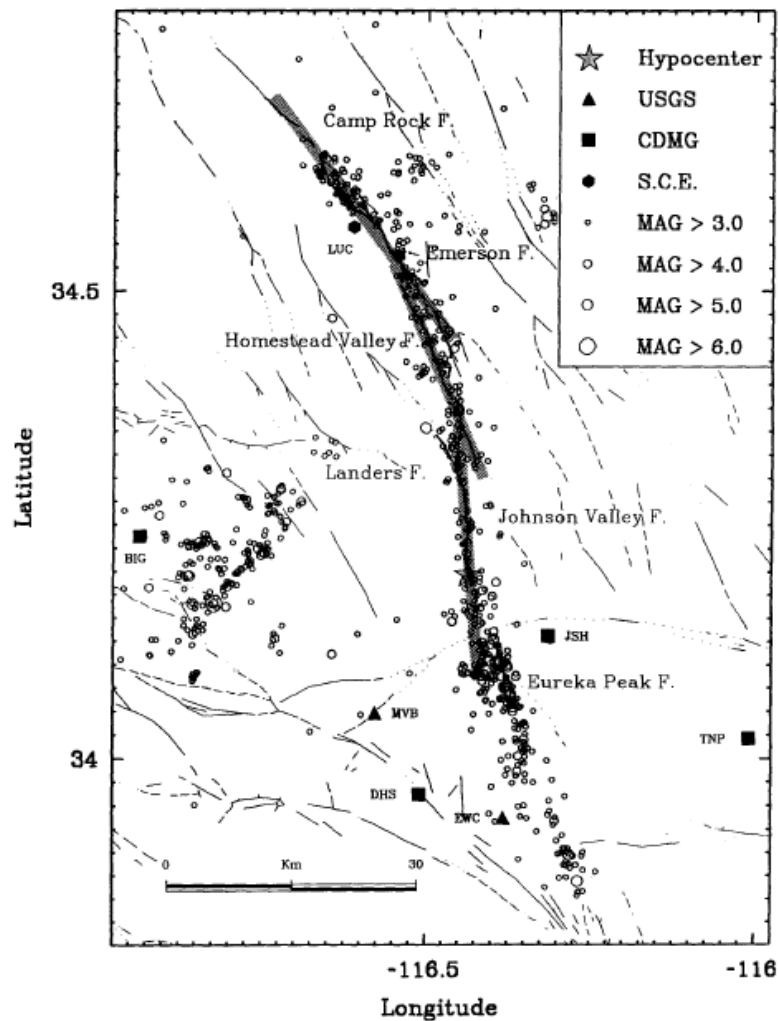 Hypocenter
USGS
CDMG
S.C.E.
MAG > 3.0
MAG > 4.0
MAG > 5.0
MAG > 6.0
Camp Rock F.
LUC
Emerson F.
34.5
Homestead Valley F.
Landers F.
Latitude
Johnson Valley F.
BIG
JSH
Eureka Peak F.
MVB
TNP
34
DHS
EWC
0 Km 30
-116.5 -116
Longitude